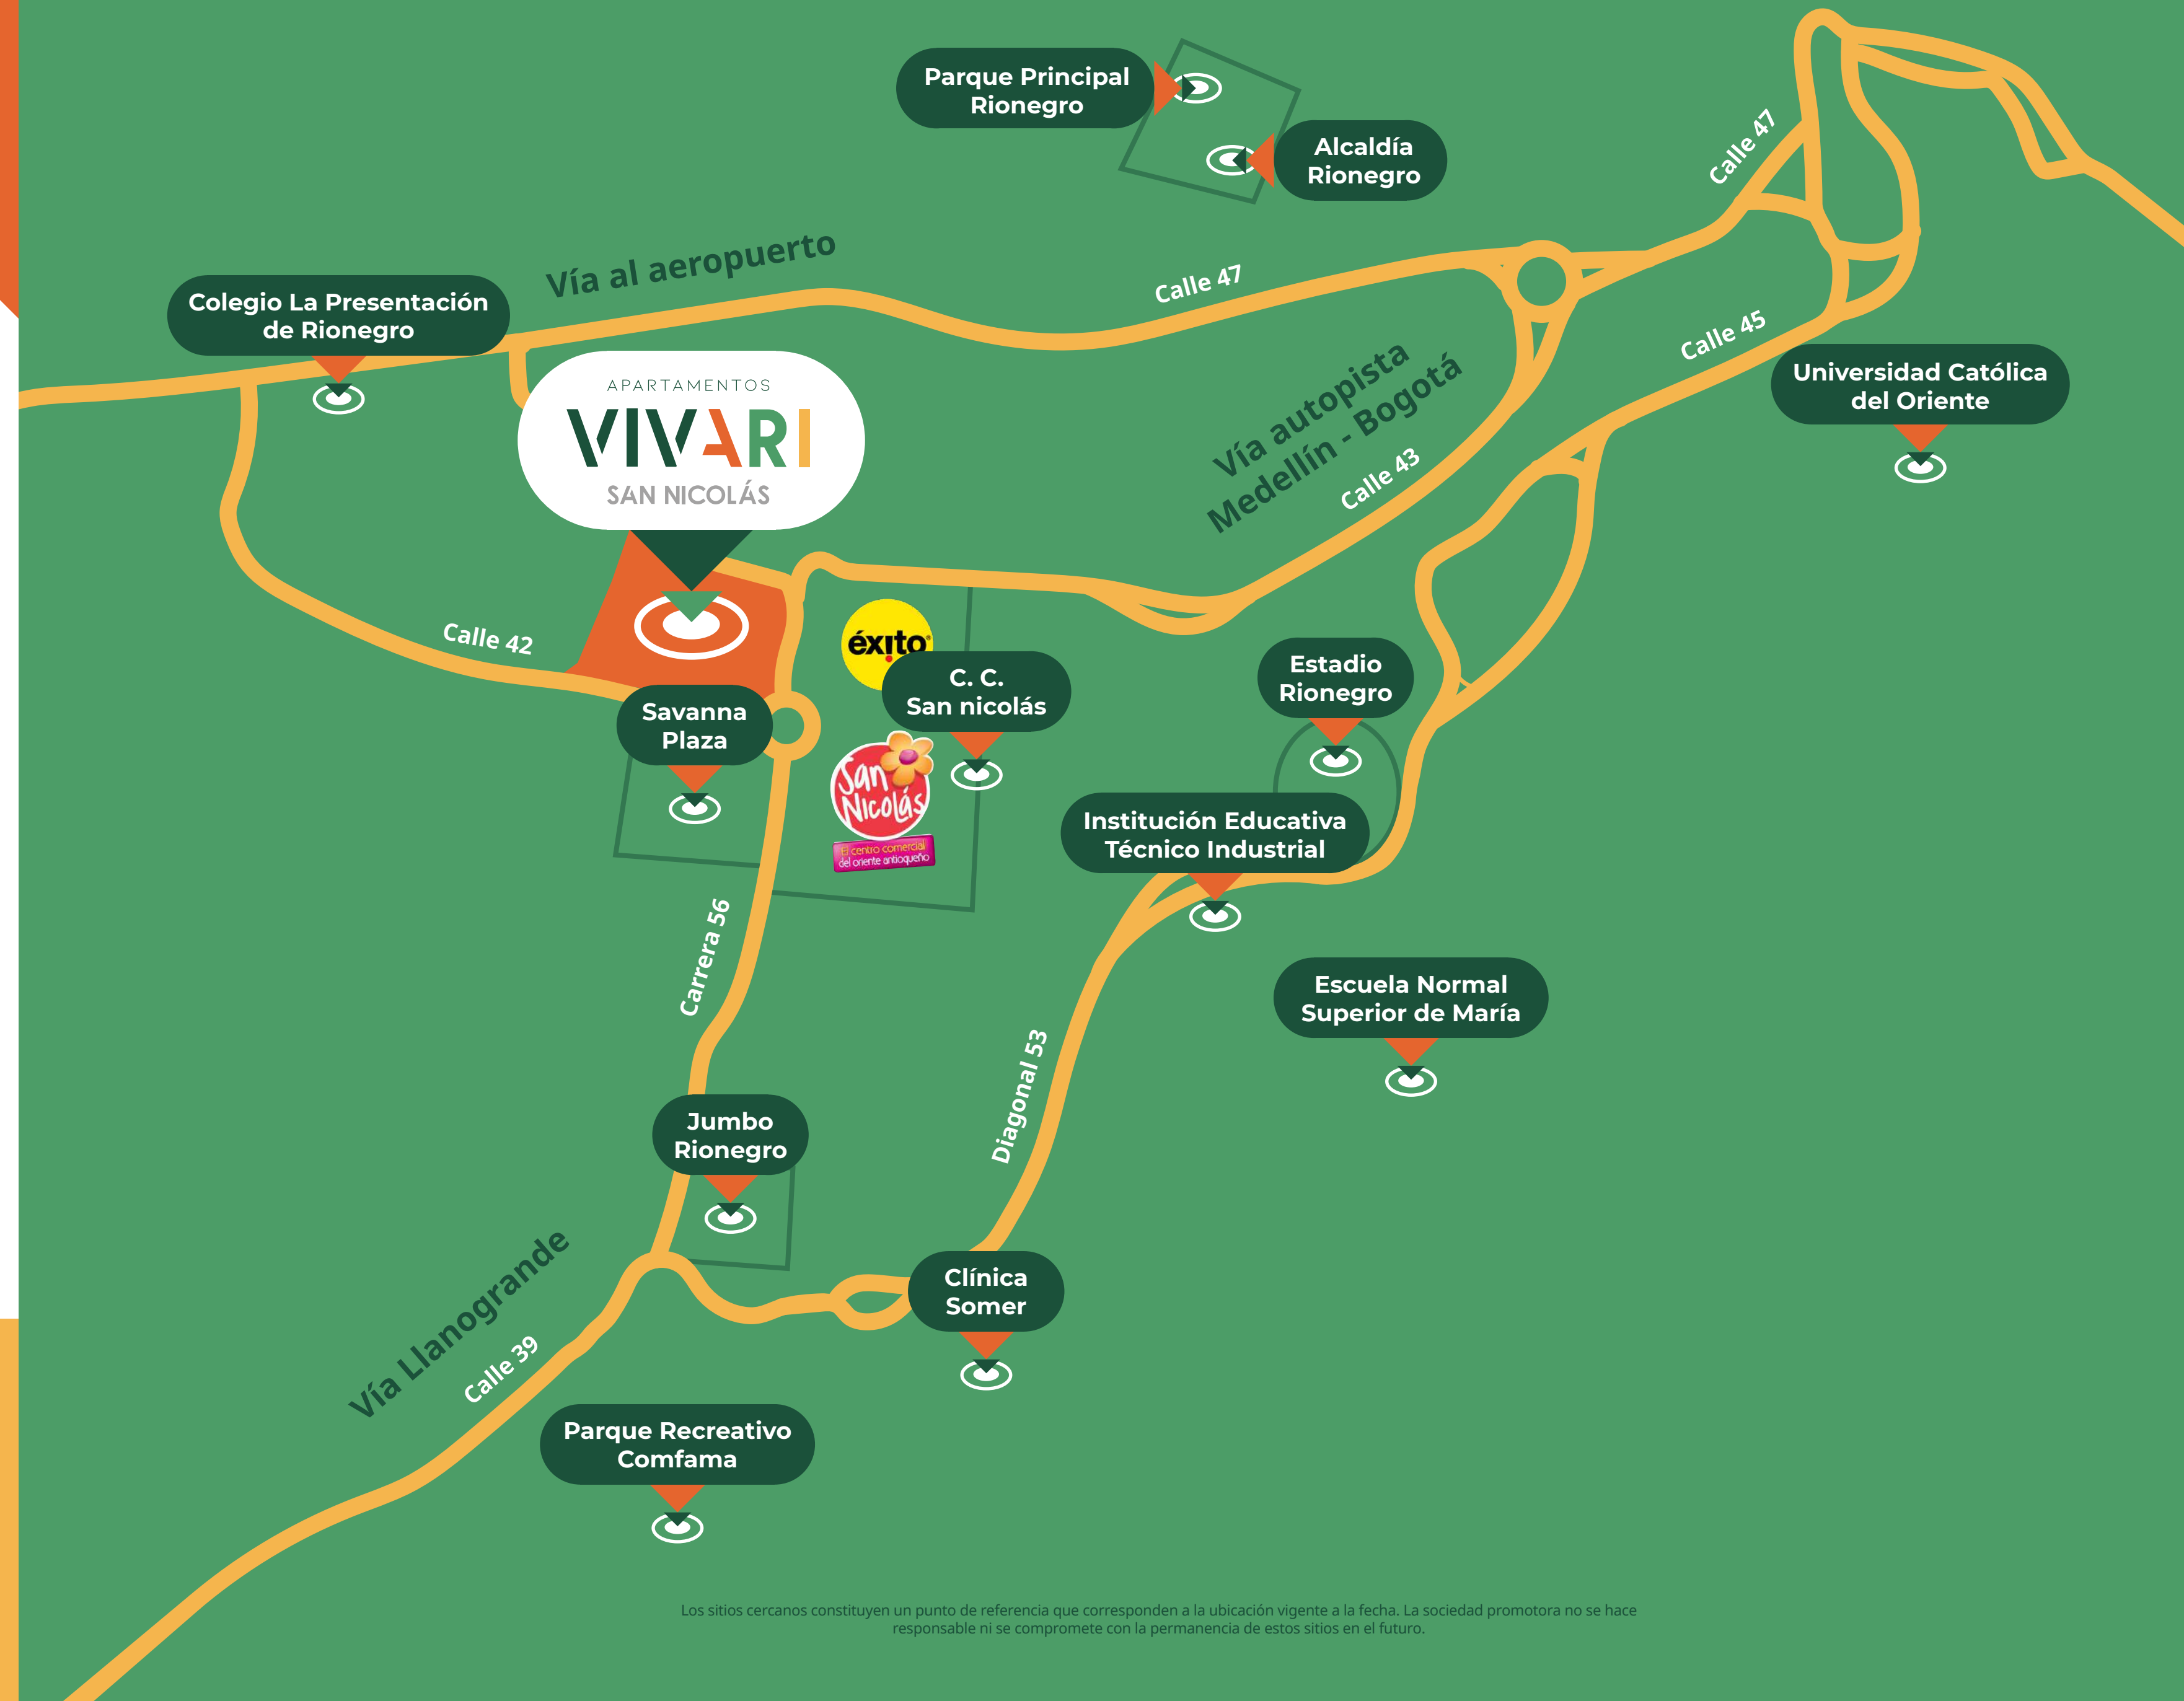 Parque Principal
Rionegro
Alcaldía
Rionegro
Calle 47
Vía al aeropuerto
Calle 47
Colegio La Presentación
de Rionegro
Calle 45
Universidad Católica
del Oriente
APARTAMENTOS
VIVARI
SAN NICOLÁS
Vía autopista
Medellín - Bogotá
Calle 43
Calle 42
éxito
C. C.
San nicolás
Estadio
Rionegro
Savanna
Plaza
San
Nicolás
El centro comercial
del oriente antioqueño
Institución Educativa
Técnico Industrial
Carrera 56
Escuela Normal
Superior de María
Diagonal 53
Jumbo
Rionegro
Clínica
Somer
Vía Llanogrande
Calle 39
Parque Recreativo
Comfama
Los sitios cercanos constituyen un punto de referencia que corresponden a la ubicación vigente a la fecha. La sociedad promotora no se hace
responsable ni se compromete con la permanencia de estos sitios en el futuro.